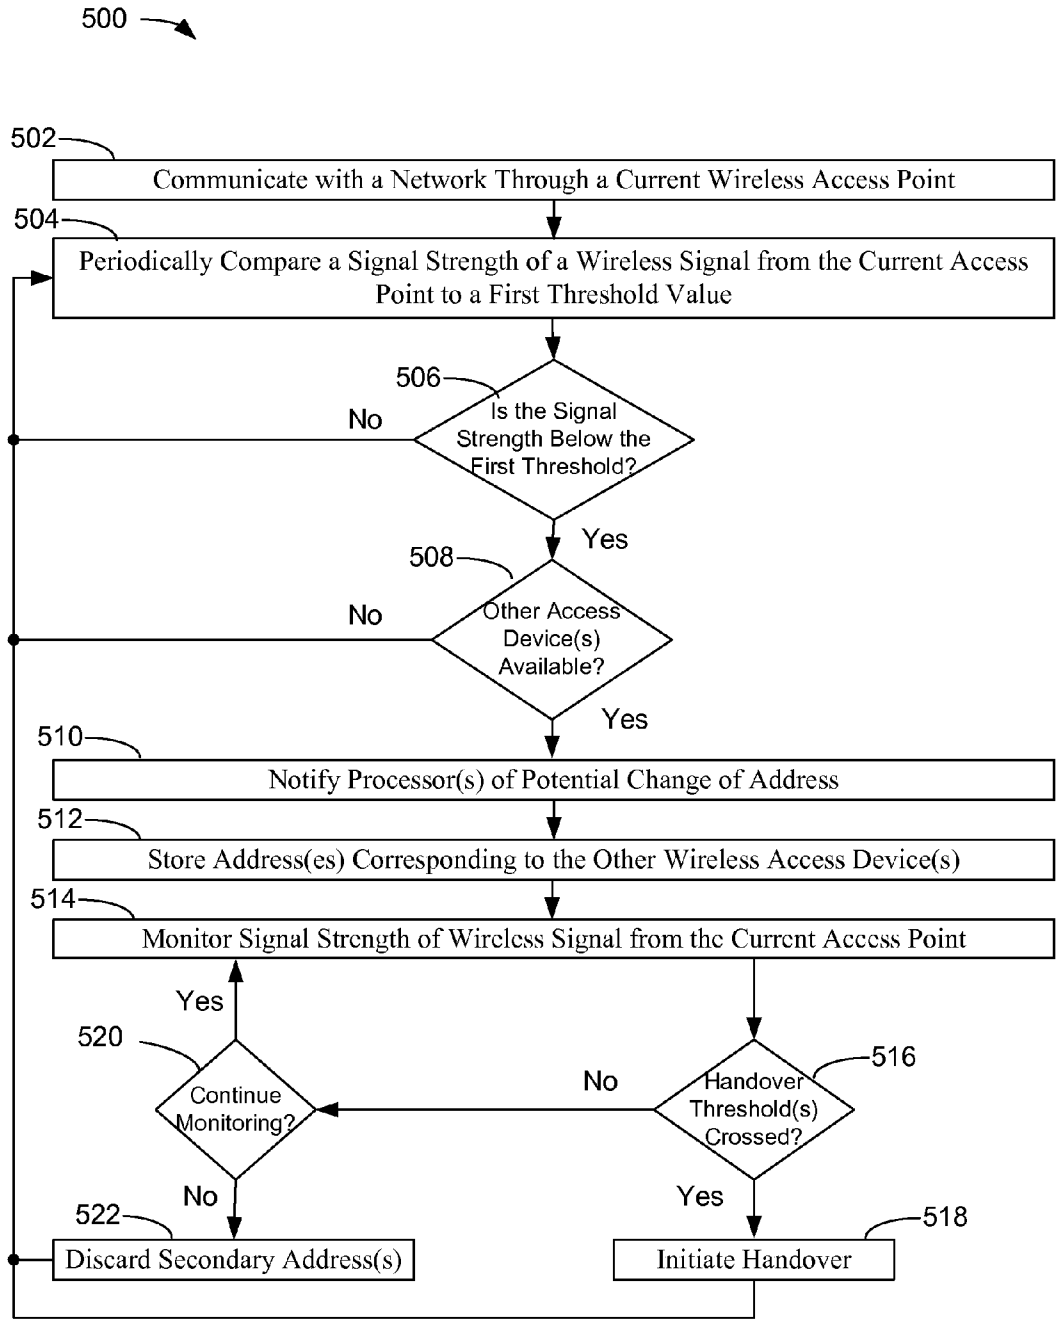 500
502
Communicate with a Network Through a Current Wireless Access Point
504
Periodically Compare a Signal Strength of a Wireless Signal from the Current Access
Point to a First Threshold Value
506
Is the Signal
Strength Below the
First Threshold?
No
Yes
508
Other Access
Device(s)
Available?
No
Yes
510
Notify Processor(s) of Potential Change of Address
512
Store Address(es) Corresponding to the Other Wireless Access Device(s)
514
Monitor Signal Strength of Wireless Signal from the Current Access Point
Yes
520
Continue
Monitoring?
No
516
Handover
Threshold(s)
Crossed?
No
Yes
522
Discard Secondary Address(s)
518
Initiate Handover